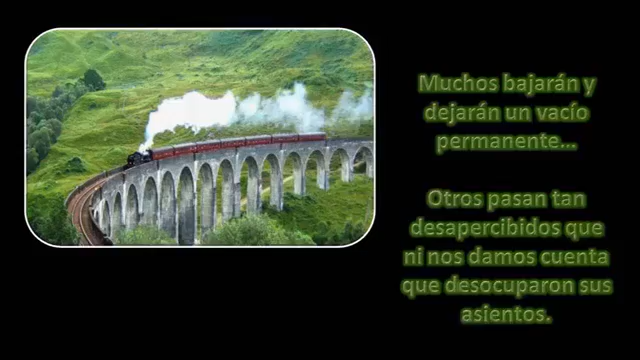 Muchos bajarán y
dejarán un vacío
permanente...
Otros pasan tan
desapercibidos que
ni nos damos cuenta
que desocuparon sus
asientos.